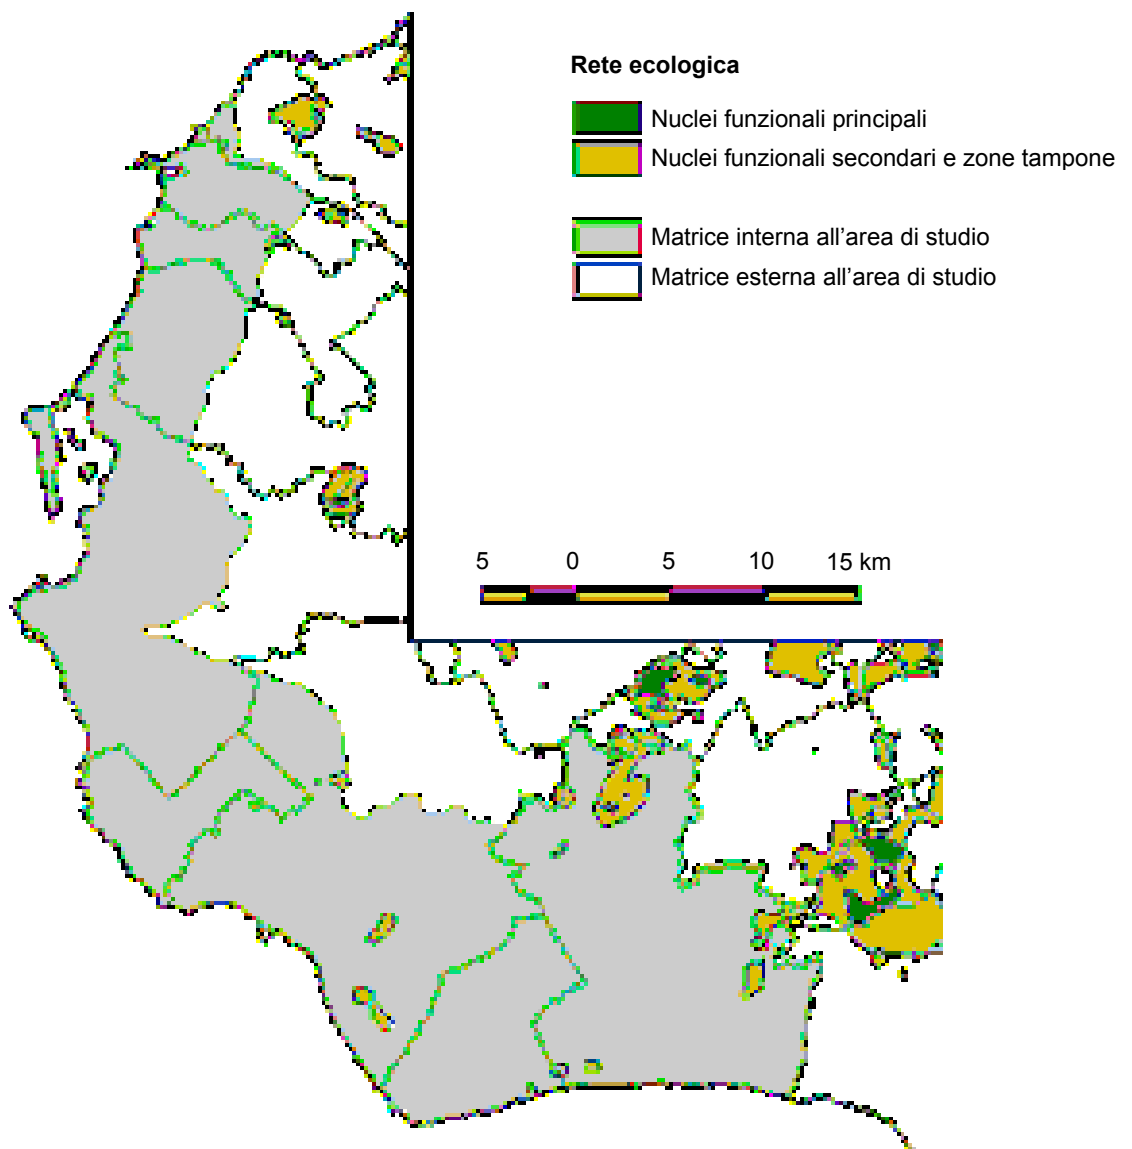 Rete ecologica
Nuclei funzionali principali
Nuclei funzionali secondari e zone tampone
Matrice interna all'area di studio
Matrice esterna all'area di studio
5 0 5 10 15 km